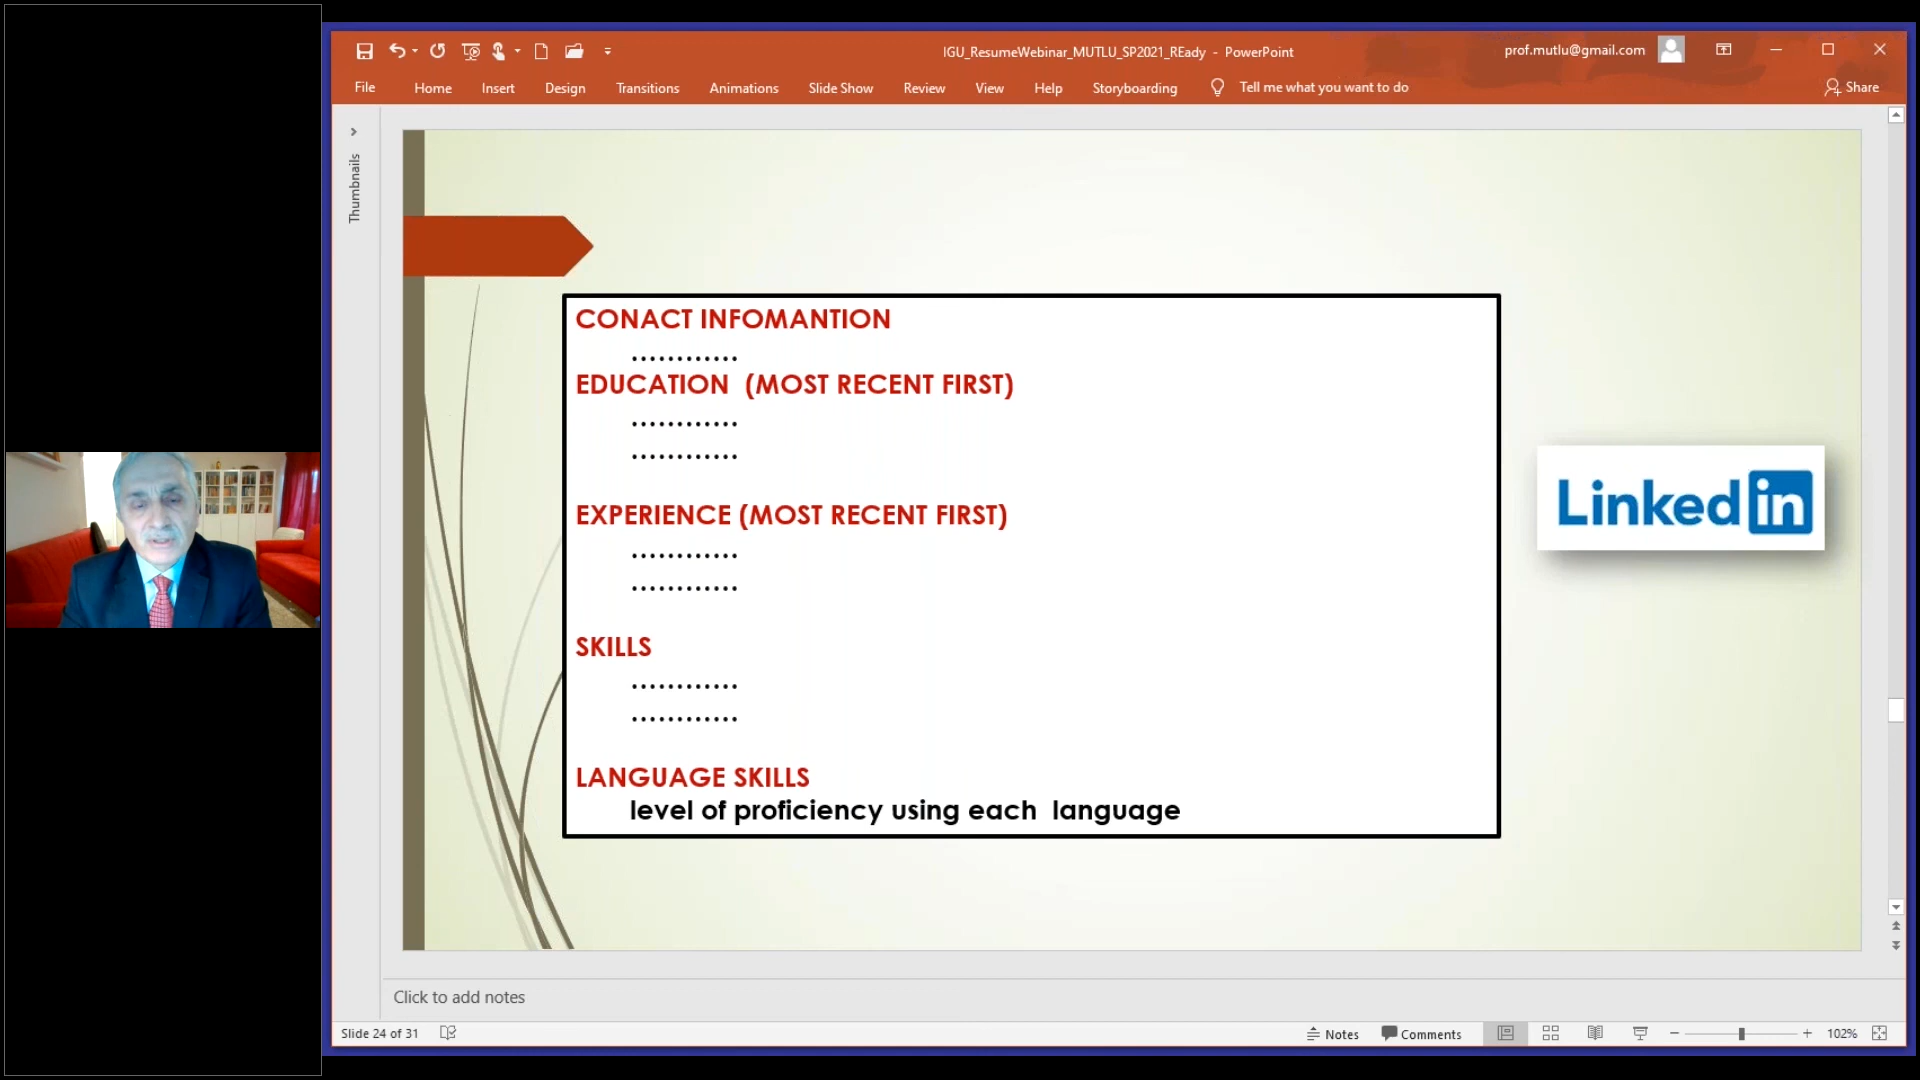 IGU_ResumeWebinar_MUTLU_SP2021_REady - PowerPoint
prof.mutlu@gmail.com
File Home Insert Design Transitions Animations Slide Show Review View Help Storyboarding Tell me what you want to do Share
Thumbnails
CONACT INFOMANTION
............
EDUCATION (MOST RECENT FIRST)
............
............
EXPERIENCE (MOST RECENT FIRST)
............
............
SKILLS
............
............
LANGUAGE SKILLS
level of proficiency using each language
Linked in
Click to add notes
Slide 24 of 31 Notes Comments 102%